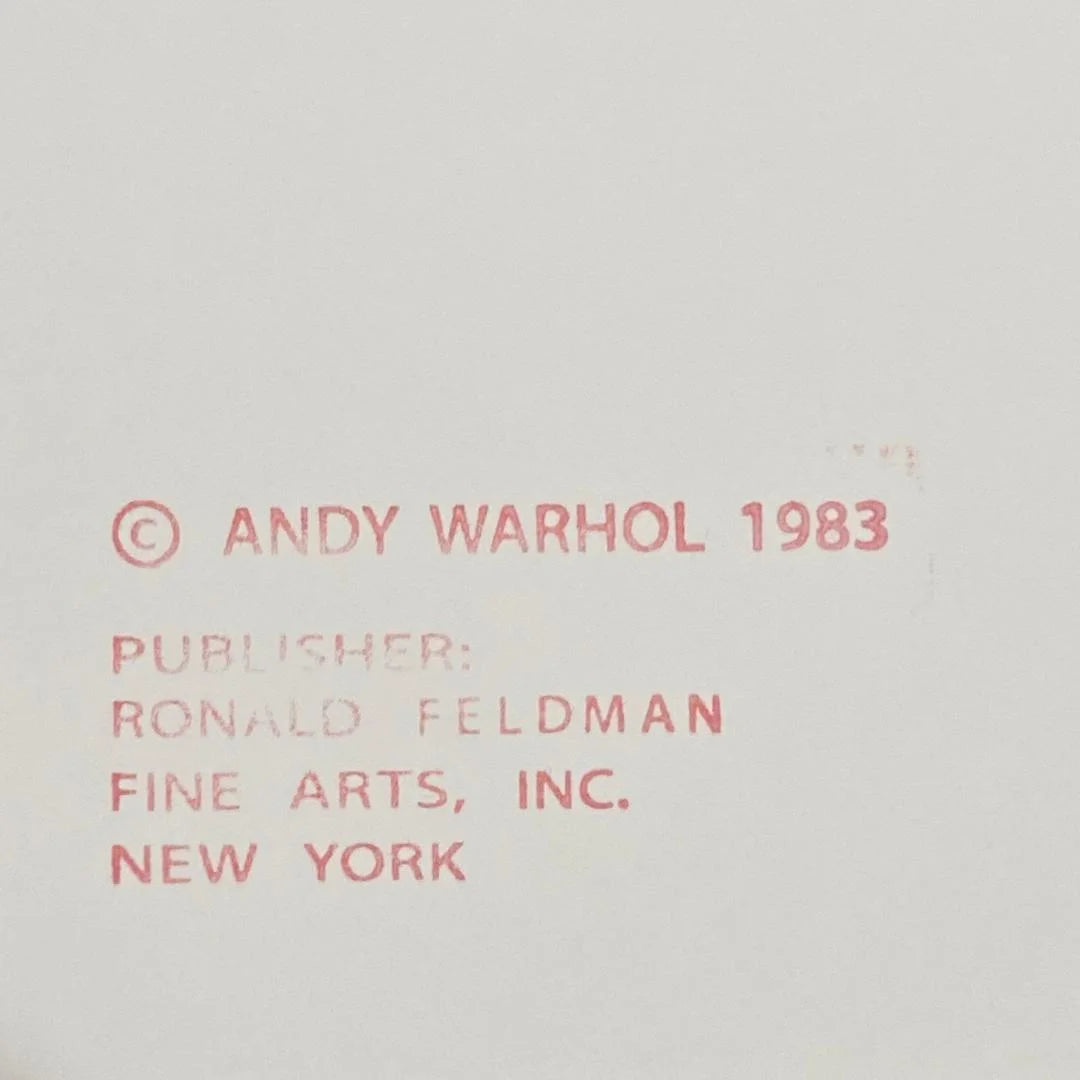 © ANDY WARHOL 1983
PUBLISHER:
RONALD FELDMAN
FINE ARTS, INC.
NEW YORK